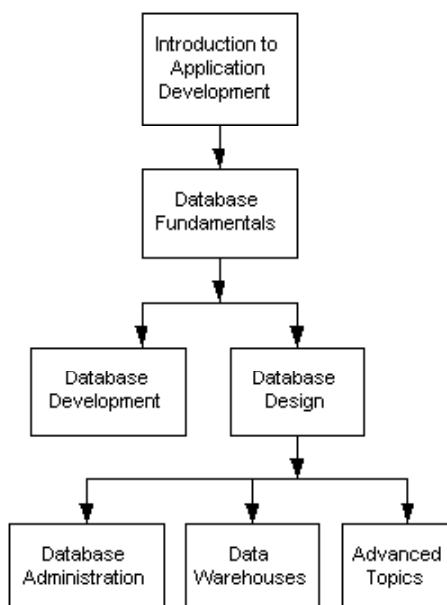 Introduction to
Application
Development
Database
Fundamentals
Database
Development
Database
Design
Database
Administration
Data
Warehouses
Advanced
Topics